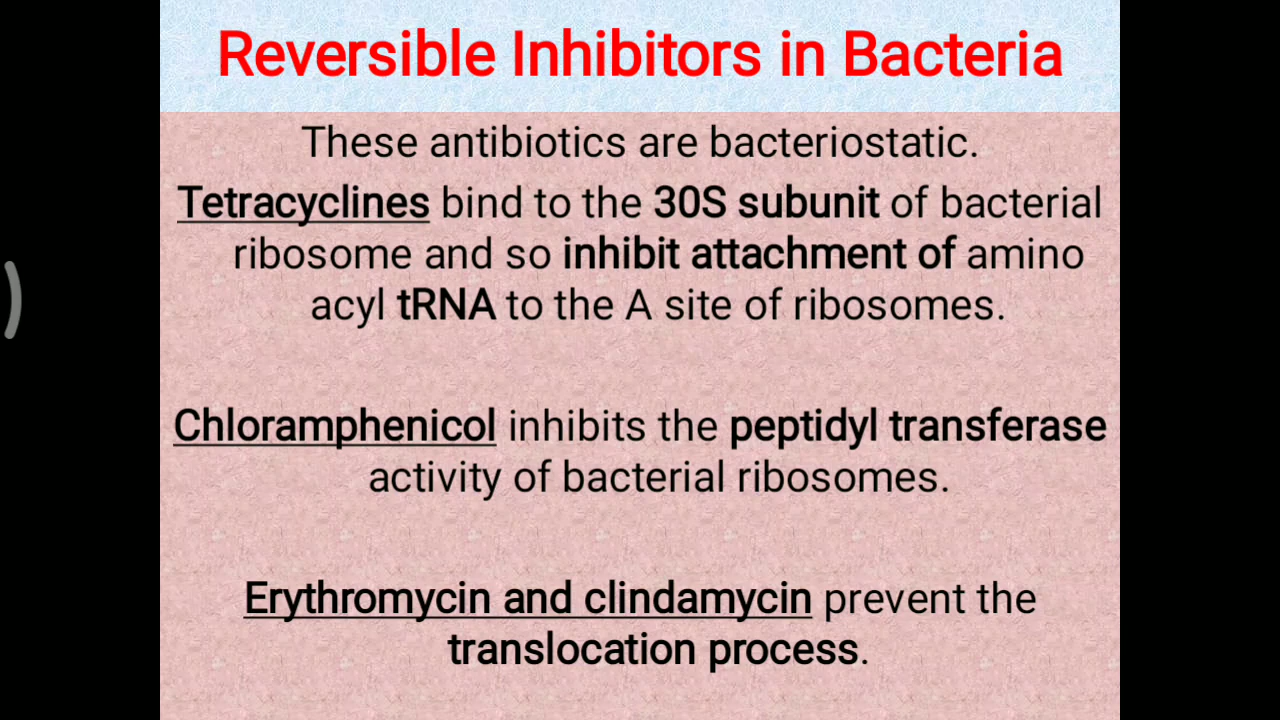 Reversible Inhibitors in Bacteria
These antibiotics are bacteriostatic.
Tetracyclines bind to the 30S subunit of bacterial
ribosome and so inhibit attachment of amino
acyl tRNA to the A site of ribosomes.
Chloramphenicol inhibits the peptidyl transferase
activity of bacterial ribosomes.
Erythromycin and clindamycin prevent the
translocation process.